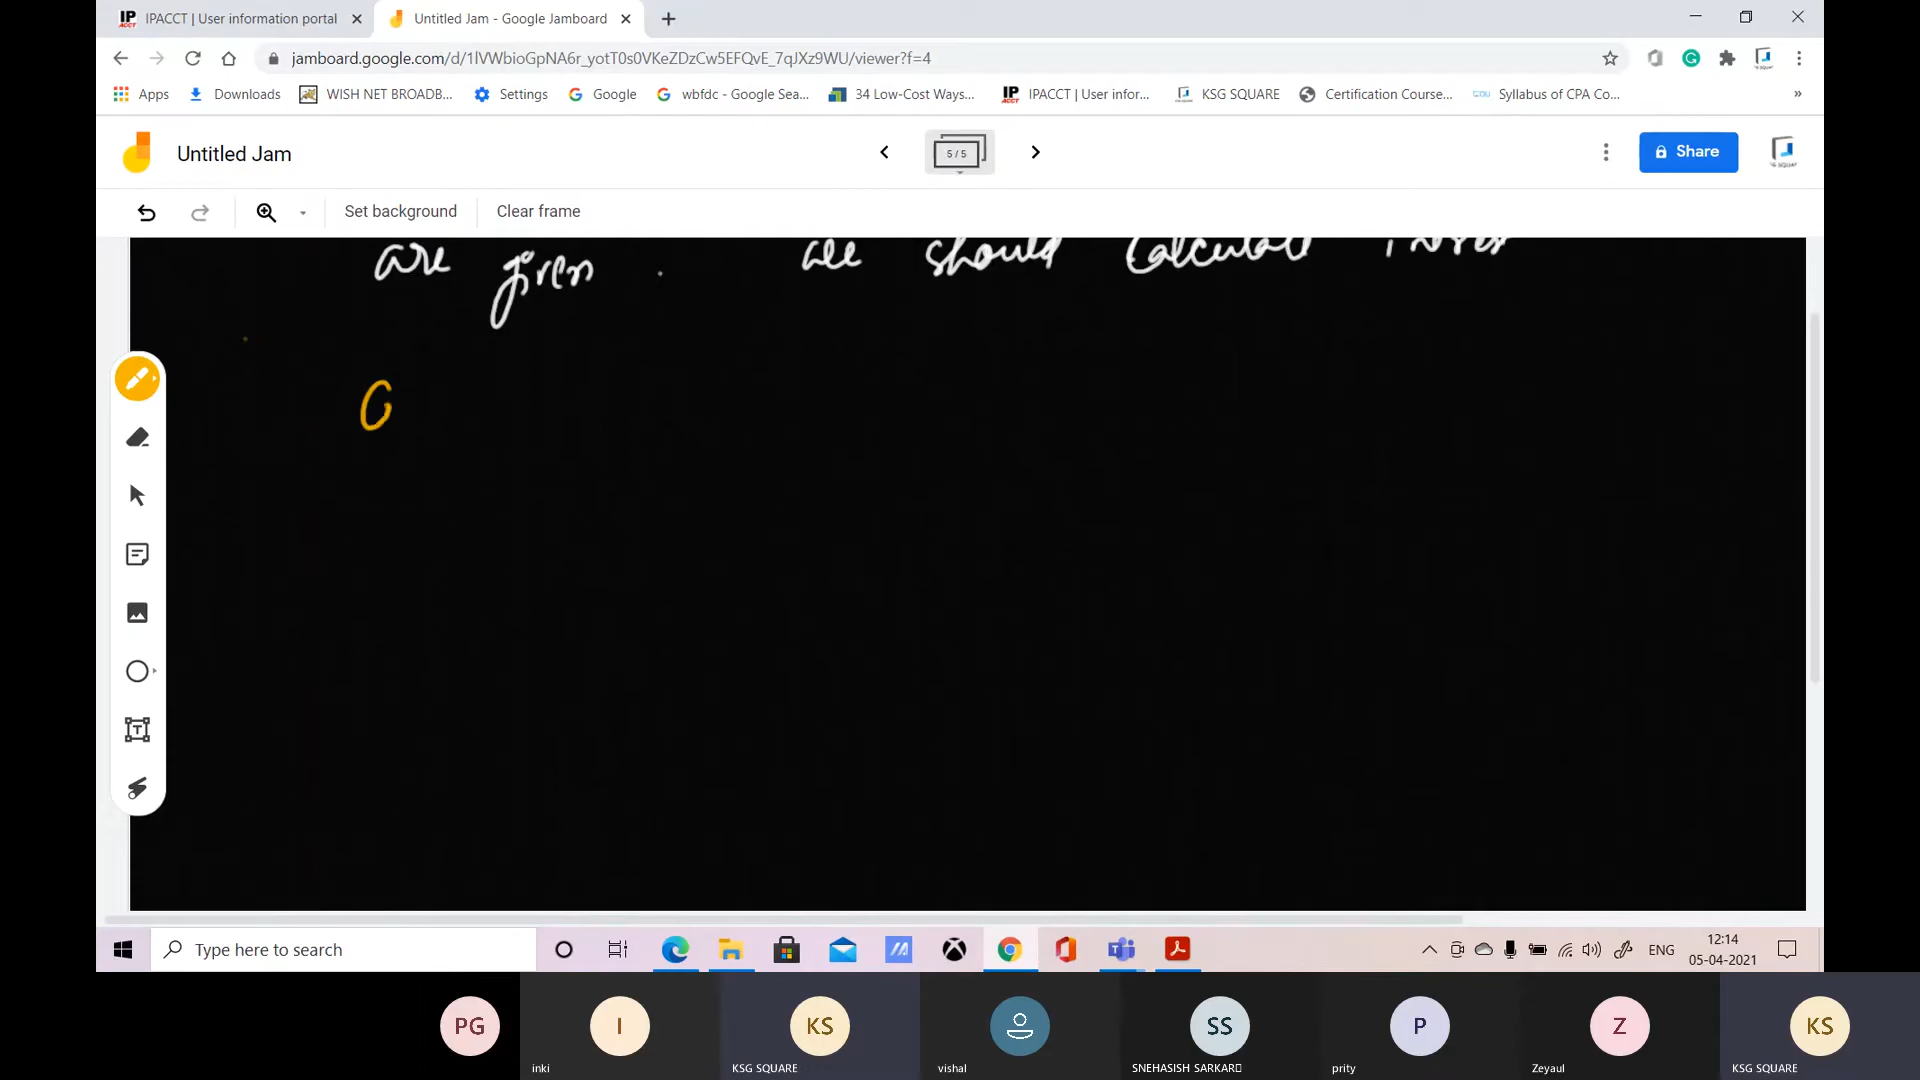 IPACCT | User information portal
Untitled Jam - Google Jamboard
jamboard.google.com/d/1lVWbioGpNA6r_yotT0s0VKeZDzCw5EFQvE_7qJXz9WU/viewer?f=4
Apps Downloads WISH NET BROADB... Settings Google wbfdc - Google Sea... 34 Low-Cost Ways... IPACCT | User infor... KSG SQUARE Certification Course... Syllabus of CPA Co... »
Untitled Jam
5 / 5
Share
Set background Clear frame
are given . we should calculate
Type here to search
ENG
12:14
05-04-2021
PG I KS SS P Z KS
inki KSG SQUARE vishal SNEHASISH SARKAR prity Zeyaul KSG SQUARE